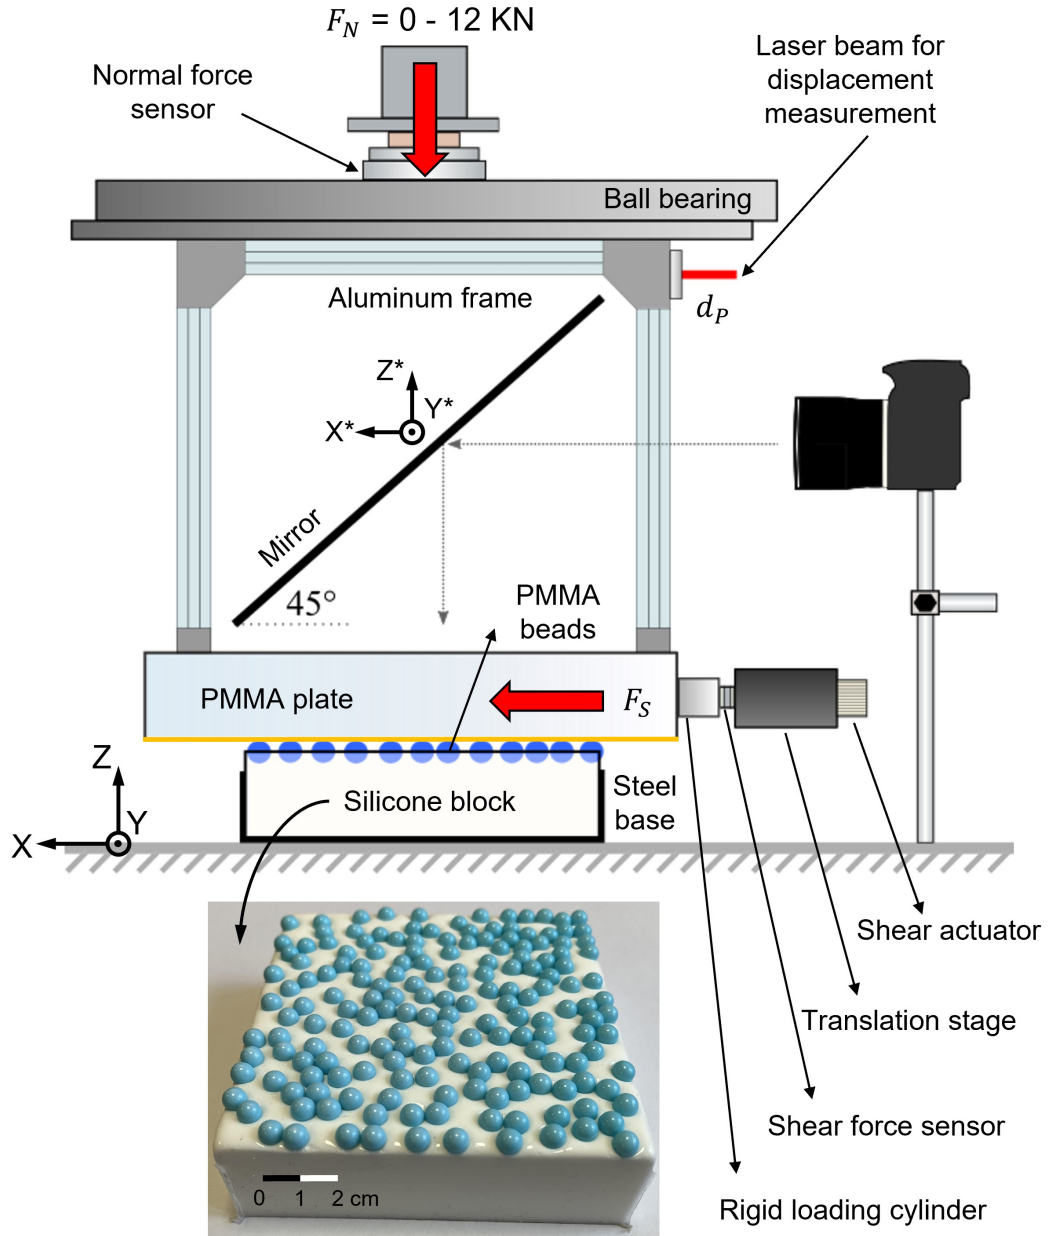 F_N = 0 - 12 KN
Normal force
sensor
Laser beam for
displacement
measurement
Ball bearing
Aluminum frame
d_P
Z*
Y*
X*
Mirror
45°
PMMA
beads
PMMA plate
F_S
Z
Y
X
Silicone block
Steel
base
Shear actuator
Translation stage
Shear force sensor
Rigid loading cylinder
0 1 2 cm